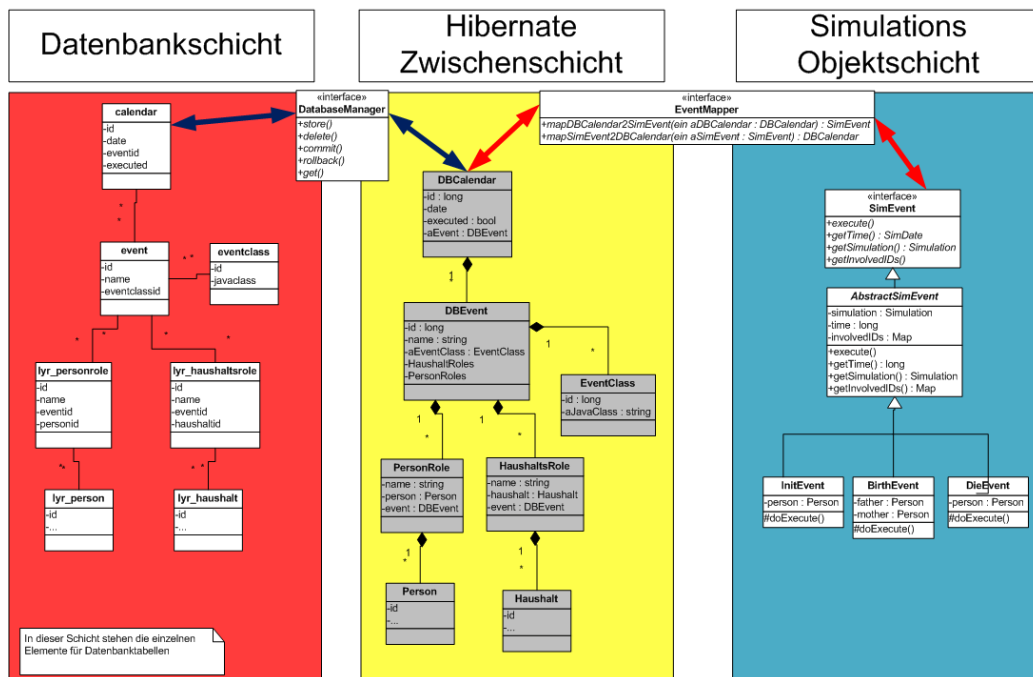 Datenbankschicht
Hibernate
Zwischenschicht
Simulations
Objektschicht
calendar
-id
-date
-eventid
-executed
*
*
event
-id
-name
-eventclassid
* *
eventclass
-id
-javaclass
*
*
*
*
lyr_personrole
-id
-name
-eventid
-personid
lyr_haushaltsrole
-id
-name
-eventid
-haushaltid
* *
*
*
*
lyr_person
-id
-...
lyr_haushalt
-id
-...
In dieser Schicht stehen die einzelnen
Elemente für Datenbanktabellen
«interface»
DatabaseManager
+store()
+delete()
+commit()
+rollback()
+get()
DBCalendar
-id : long
-date
-executed : bool
-aEvent : DBEvent
1
DBEvent
-id : long
-name : string
-aEventClass : EventClass
-HaushaltRoles
-PersonRoles
1
*
EventClass
-id : long
-aJavaClass : string
1
*
1
*
PersonRole
-name : string
-person : Person
-event : DBEvent
HaushaltsRole
-name : string
-haushalt : Haushalt
-event : DBEvent
1
*
1
*
Person
-id
-...
Haushalt
-id
-...
«interface»
EventMapper
+mapDBCalendar2SimEvent(ein aDBCalendar : DBCalendar) : SimEvent
+mapSimEvent2DBCalendar(ein aSimEvent : SimEvent) : DBCalendar
«interface»
SimEvent
+execute()
+getTime() : SimDate
+getSimulation() : Simulation
+getInvolvedIDs()
AbstractSimEvent
-simulation : Simulation
-time : long
-involvedIDs : Map
+execute()
+getTime() : long
+getSimulation() : Simulation
+getInvolvedIDs() : Map
InitEvent
-person : Person
#doExecute()
BirthEvent
-father : Person
-mother : Person
#doExecute()
DieEvent
-person : Person
#doExecute()